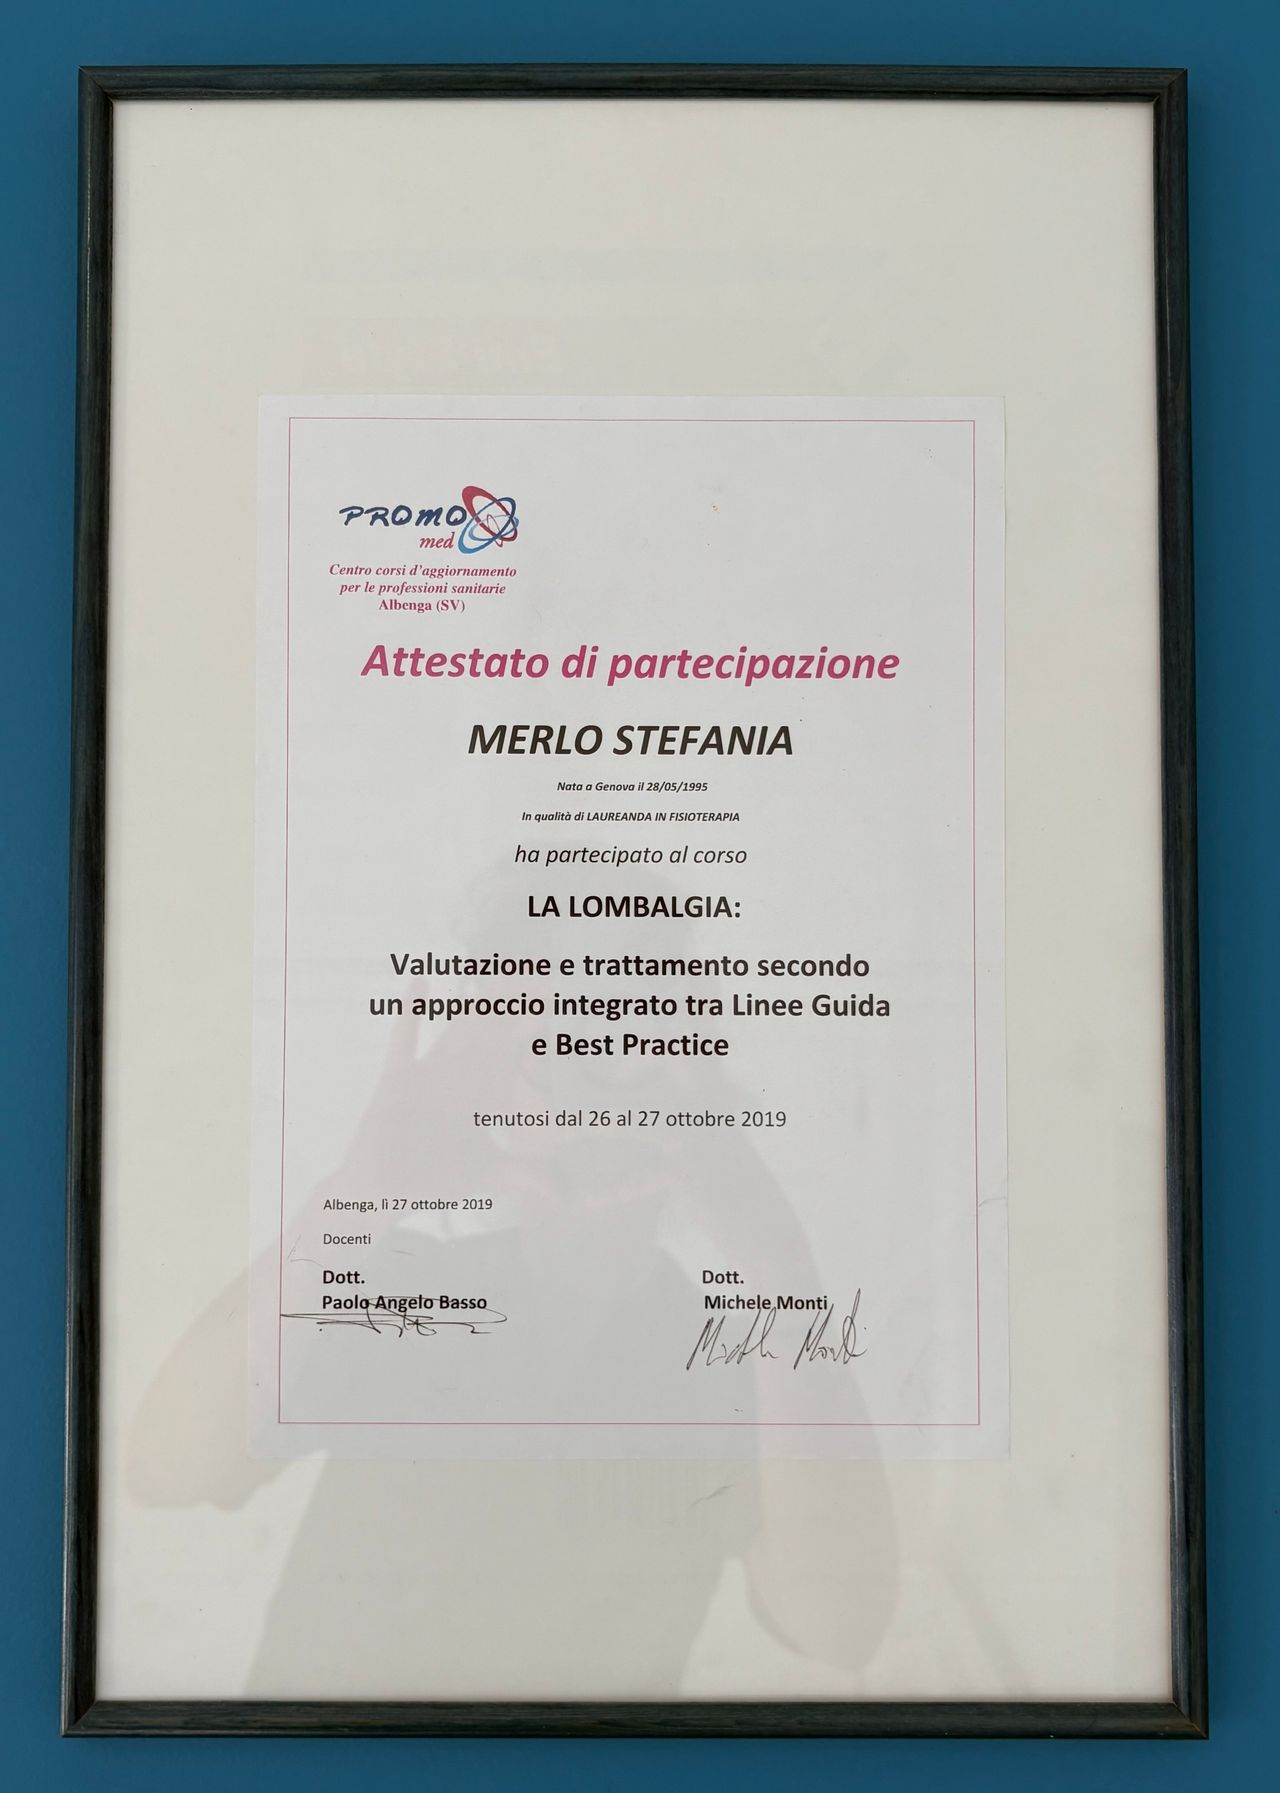 PROMO
med
Centro corsi d'aggiornamento
per le professioni sanitarie
Albenga (SV)
Attestato di partecipazione
MERLO STEFANIA
Nata a Genova il 28/05/1995
In qualità di LAUREANDA IN FISIOTERAPIA
ha partecipato al corso
LA LOMBALGIA:
Valutazione e trattamento secondo
un approccio integrato tra Linee Guida
e Best Practice
tenutosi dal 26 al 27 ottobre 2019
Albenga, lì 27 ottobre 2019
Docenti
Dott. Dott.
Paolo Angelo Basso Michele Monti
Michele Monti